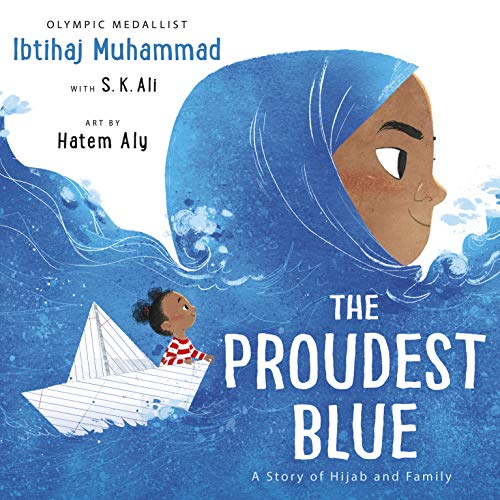 OLYMPIC MEDALLIST
Ibtihaj Muhammad
WITH S. K. Ali
ART BY
Hatem Aly
THE
PROUDEST
BLUE
A Story of Hijab and Family